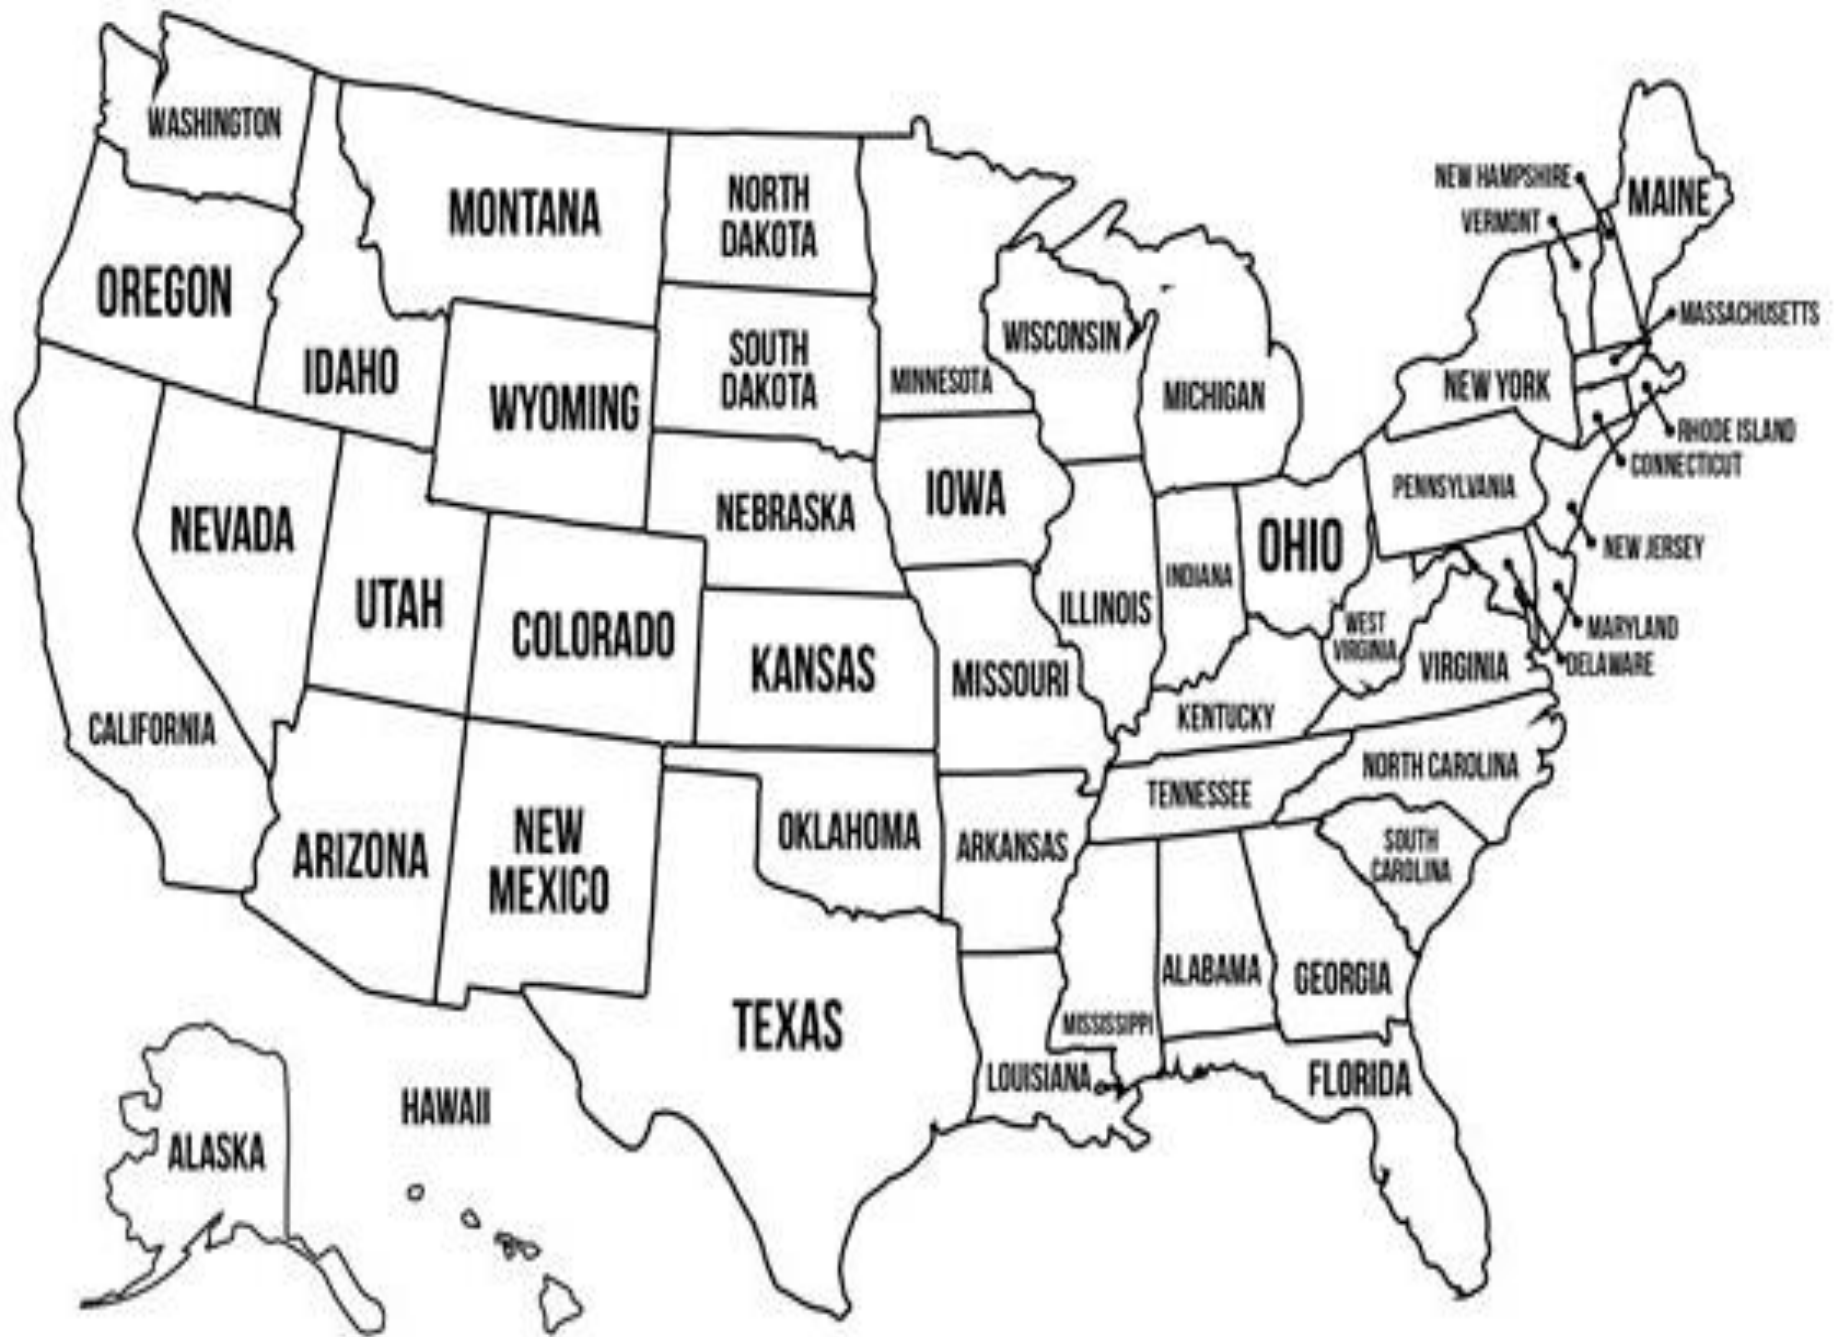 WASHINGTON
OREGON
IDAHO
MONTANA
WYOMING
NORTH
DAKOTA
SOUTH
DAKOTA
MINNESOTA
WISCONSIN
MICHIGAN
NEW HAMPSHIRE
VERMONT
MAINE
MASSACHUSETTS
NEW YORK
RHODE ISLAND
CONNECTICUT
PENNSYLVANIA
NEW JERSEY
MARYLAND
DELAWARE
NEVADA
UTAH
COLORADO
NEBRASKA
IOWA
KANSAS
MISSOURI
ILLINOIS
INDIANA
OHIO
WEST
VIRGINIA
VIRGINIA
KENTUCKY
CALIFORNIA
ARIZONA
NEW
MEXICO
OKLAHOMA
ARKANSAS
TENNESSEE
NORTH CAROLINA
SOUTH
CAROLINA
TEXAS
LOUISIANA
MISSISSIPPI
ALABAMA
GEORGIA
FLORIDA
ALASKA
HAWAII